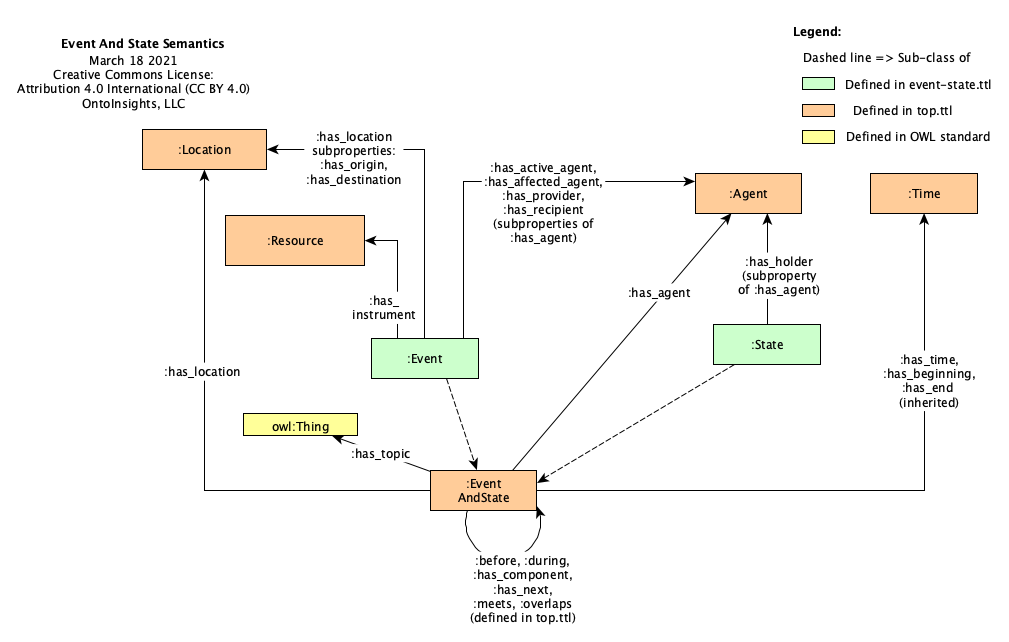 Event And State Semantics
March 18 2021
Creative Commons License:
Attribution 4.0 International (CC BY 4.0)
OntoInsights, LLC
Legend:
Dashed line => Sub-class of
Defined in event-state.ttl
Defined in top.ttl
Defined in OWL standard
:Location
:has_location
subproperties:
:has_origin,
:has_destination
:has_active_agent,
:has_affected_agent,
:has_provider,
:has_recipient
(subproperties of
:has_agent)
:Agent
:Time
:Resource
:has_
instrument
:has_agent
:has_holder
(subproperty
of :has_agent)
:Event
:State
:has_location
:has_time,
:has_beginning,
:has_end
(inherited)
owl:Thing
:has_topic
:Event
AndState
:before, :during,
:has_component,
:has_next,
:meets, :overlaps
(defined in top.ttl)